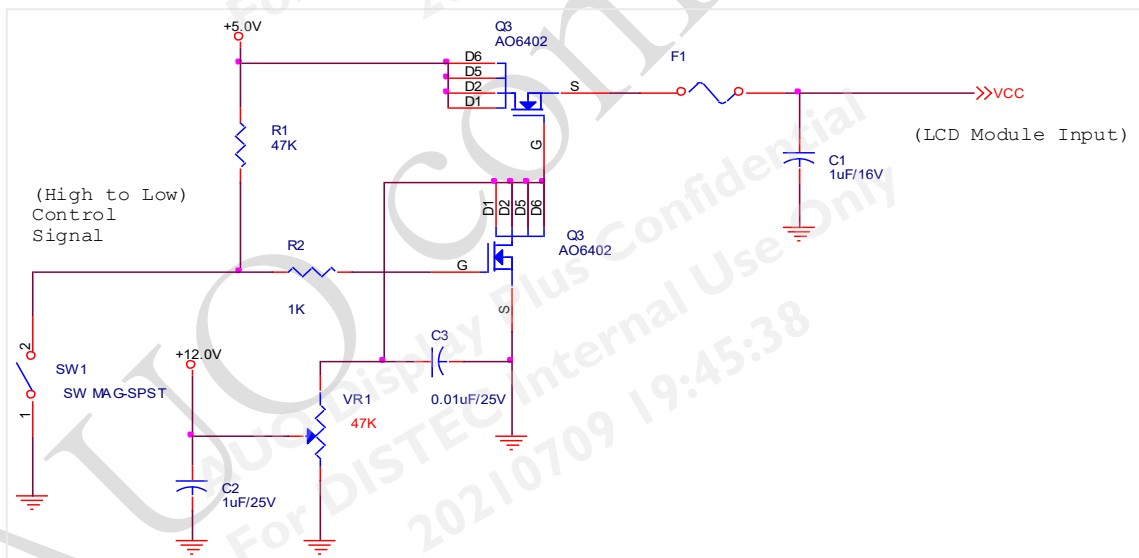 +5.0V
Q3
AO6402
D6
D5
D2
D1
S
G
F1
VCC
(LCD Module Input)
C1
1uF/16V
R1
47K
(High to Low)
Control
Signal
D1
D2
D5
D6
Q3
AO6402
G
S
R2
1K
+12.0V
C3
0.01uF/25V
2
SW1
SW MAG-SPST
1
VR1
47K
C2
1uF/25V
AUO Confidential
AUO Display Plus Confidential
For DISTEC Internal Use Only
20210709 19:45:38